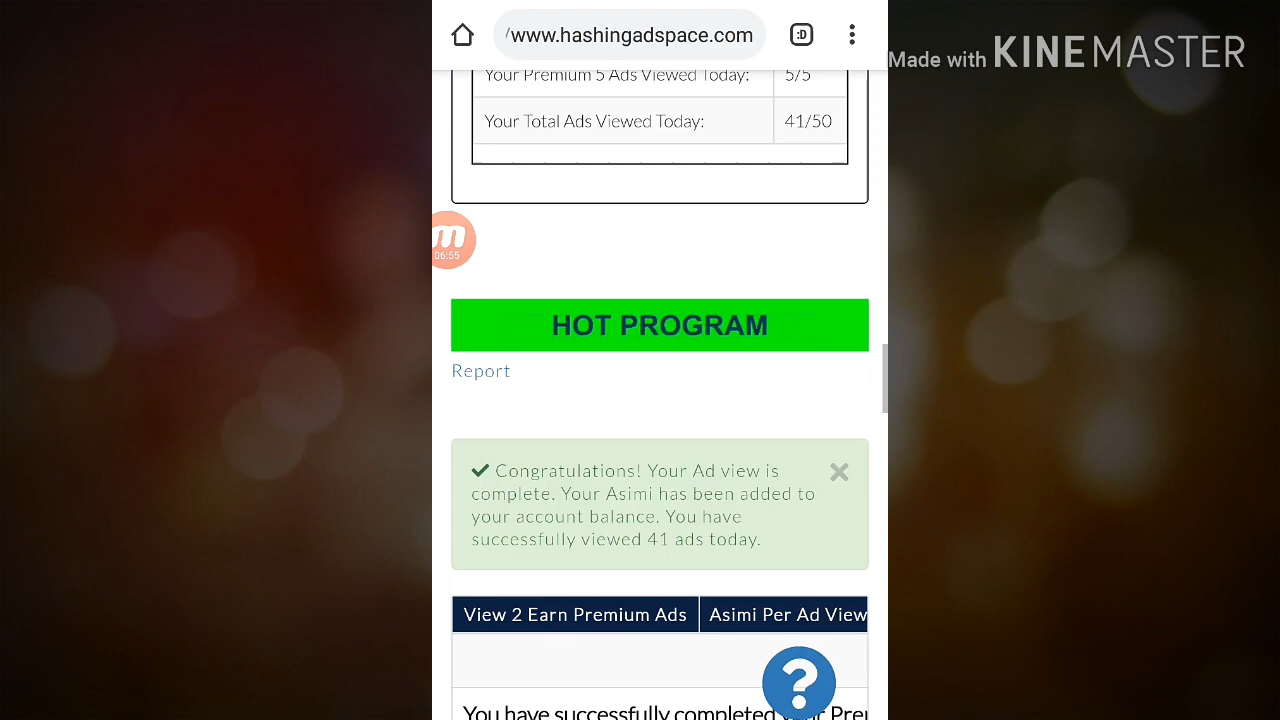 /www.hashingadspace.com
:D
Made with KINEMASTER
Your Premium 5 Ads Viewed Today: 5/5
Your Total Ads Viewed Today: 41/50
06:55
HOT PROGRAM
Report
Congratulations! Your Ad view is
complete. Your Asimi has been added to
your account balance. You have
successfully viewed 41 ads today.
View 2 Earn Premium Ads Asimi Per Ad View
?
You have successfully completed your Pre